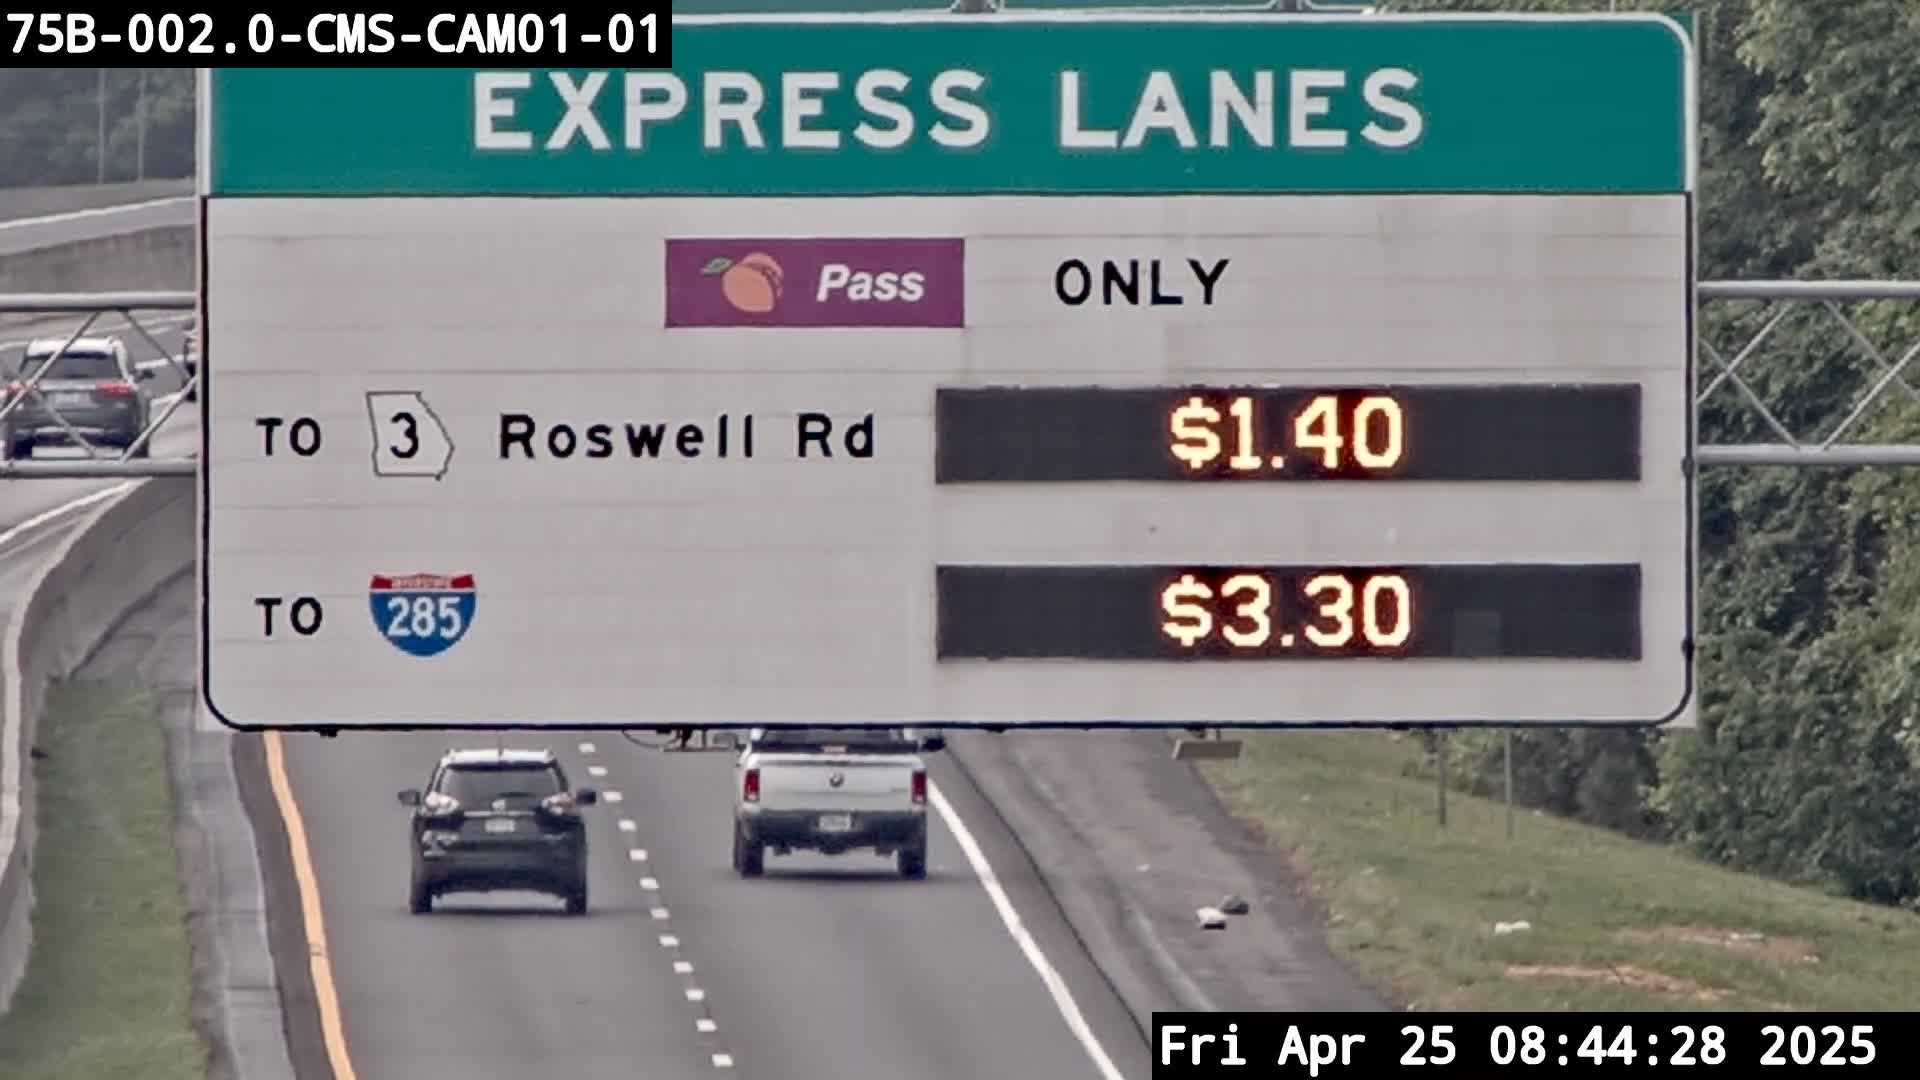 75B-002.0-CMS-CAM01-01
EXPRESS LANES
Pass ONLY
TO 3 Roswell Rd $1.40
TO 285 $3.30
Fri Apr 25 08:44:28 2025